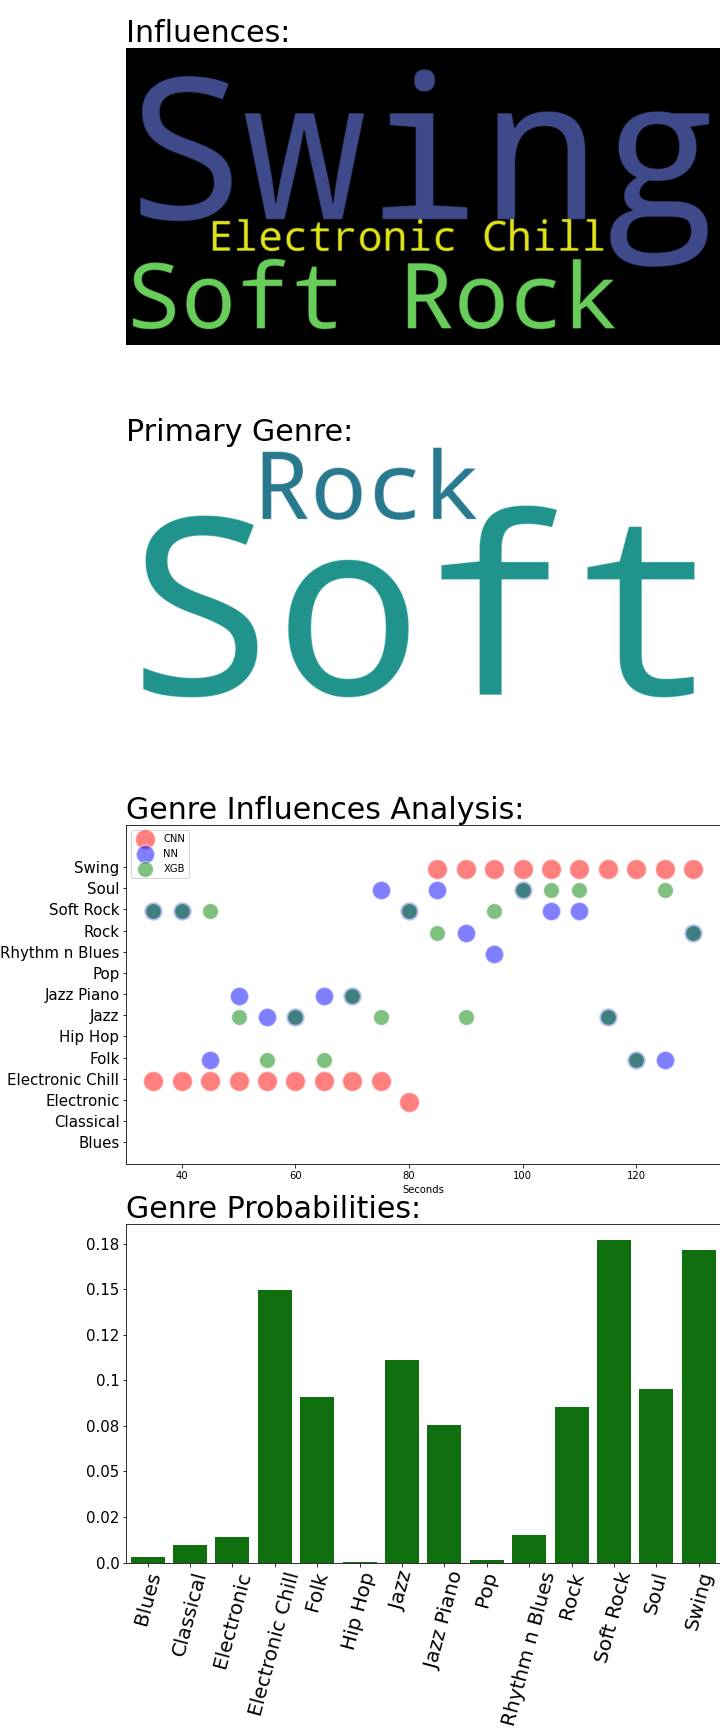 Influences:
Swing
Electronic Chill
Soft Rock
Primary Genre:
Rock
Soft
Genre Influences Analysis:
CNN
NN
XGB
Swing
Soul
Soft Rock
Rock
Rhythm n Blues
Pop
Jazz Piano
Jazz
Hip Hop
Folk
Electronic Chill
Electronic
Classical
Blues
40 60 80 100 120
Seconds
Genre Probabilities:
0.18
0.15
0.12
0.1
0.08
0.05
0.02
0.0
Blues Classical Electronic Electronic Chill Folk Hip Hop Jazz Jazz Piano Pop Rhythm n Blues Rock Soft Rock Soul Swing